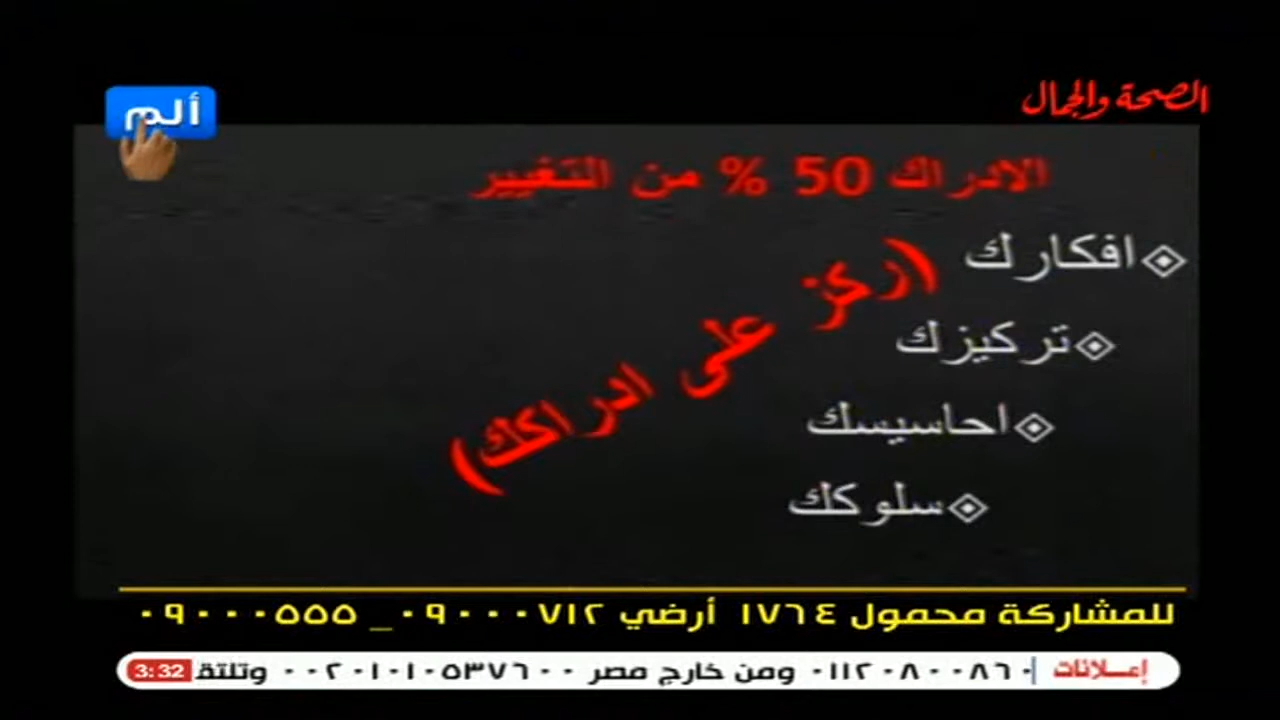 الصحة والجمال
ألم
الادراك 50 % من التغيير
افكارك
تركيزك
احاسيسك
سلوكك
(ركز على ادراكك)
للمشاركة محمول ١٧٦٤ أرضي ٠٩٠٠٠٧١٢ _ ٠٩٠٠٠٥٥٥
إعلانات ٠١١٢٠٨٠٠٨٦٠ ومن خارج مصر ٠٠٢٠١٠١٠٥٣٧٦٠٠ وتلتق 3:32